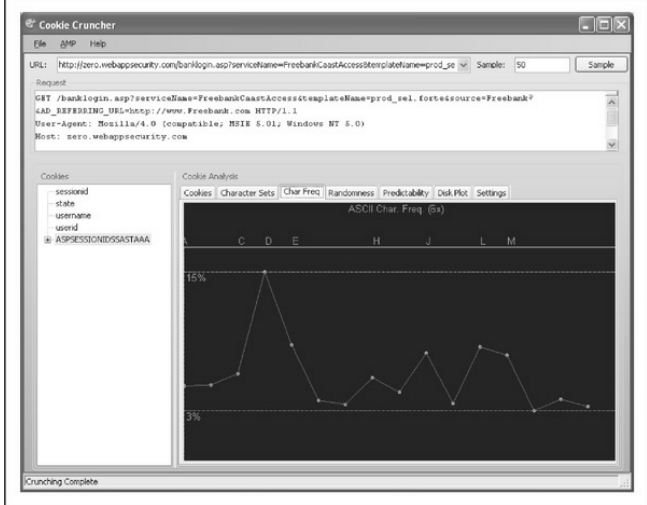 Cookie Cruncher
File AMP Help
URL: http://zero.webappsecurity.com/banklogin.asp?serviceName=FreebankCaastAccess&templateName=prod_se Sample: 50 Sample
Request
GET /banklogin.asp?serviceName=FreebankCaastAccess&templateName=prod_sel.forte&source=Freebank?
&AD_REFERRING_URL=http://www.Freebank.com HTTP/1.1
User-Agent: Mozilla/4.0 (compatible; MSIE 5.01; Windows NT 5.0)
Host: zero.webappsecurity.com
Cookies
sessionid
state
username
userid
ASPSESSIONIDSSASTAAA
Cookie Analysis
Cookies Character Sets Char Freq Randomness Predictability Disk Plot Settings
ASCII Char. Freq. (5x)
A C D E H J L M
15%
3%
Crunching Complete